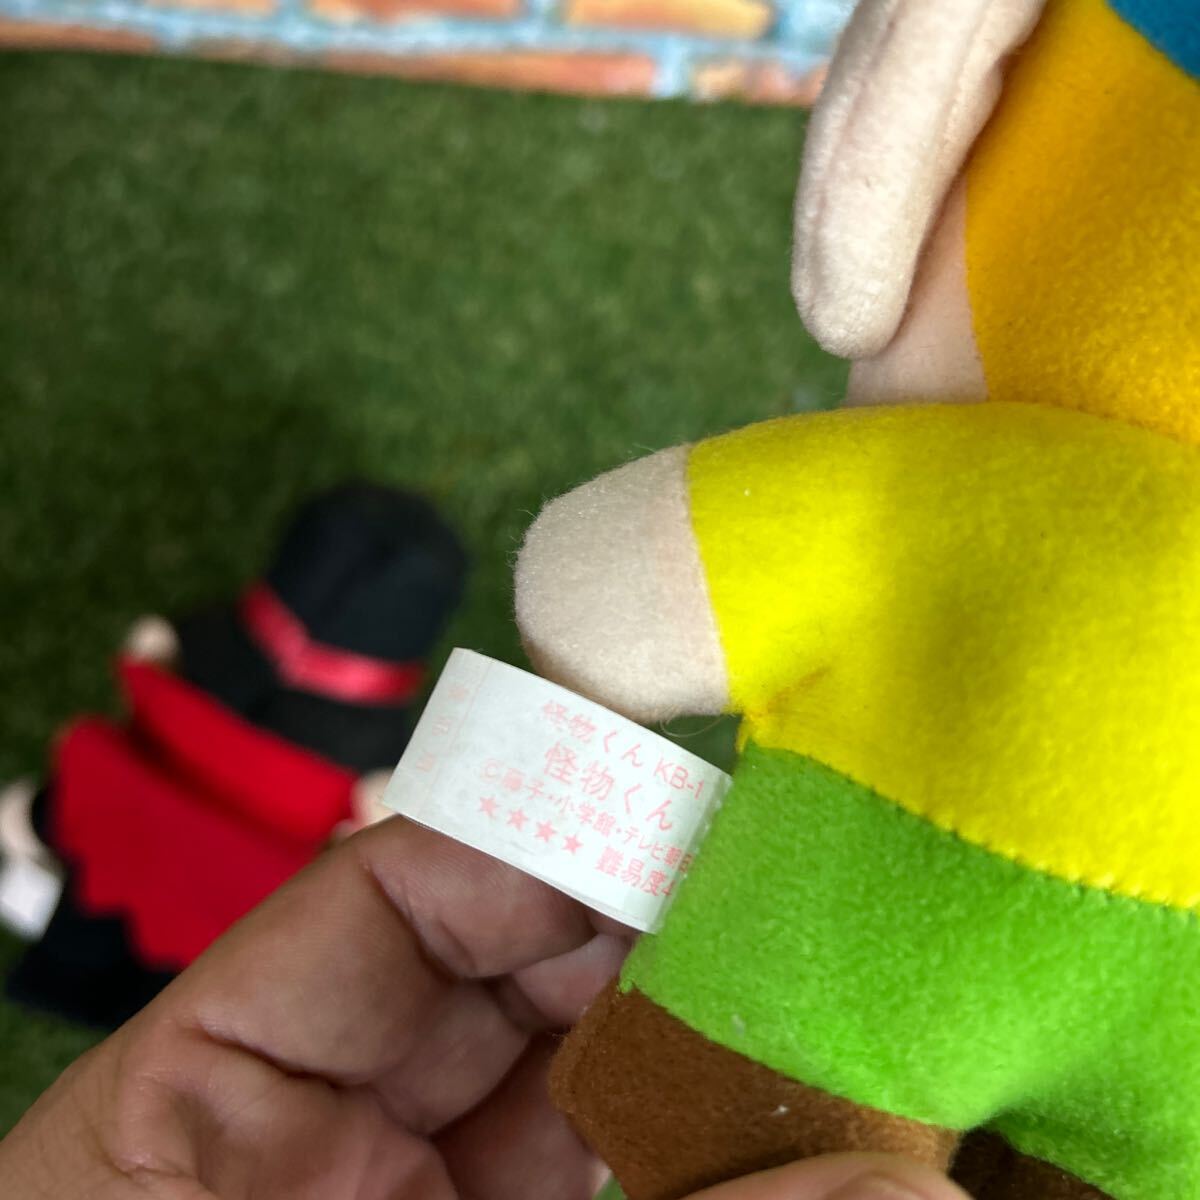 怪物くん KB-1
怪物くん
©藤子・小学館・テレビ朝日
★★★★ 難易度4